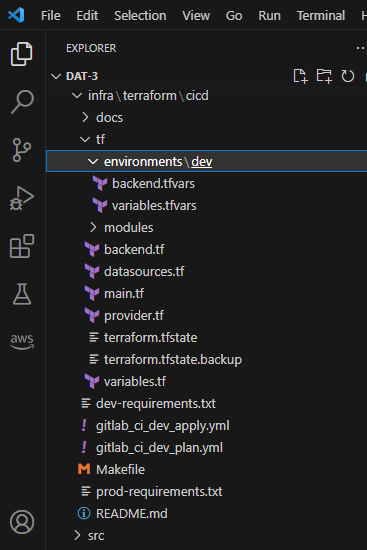 File Edit Selection View Go Run Terminal H
EXPLORER
DAT-3
infra\terraform\cicd
docs
tf
environments\dev
backend.tfvars
variables.tfvars
modules
backend.tf
datasources.tf
main.tf
provider.tf
terraform.tfstate
terraform.tfstate.backup
variables.tf
dev-requirements.txt
gitlab_ci_dev_apply.yml
gitlab_ci_dev_plan.yml
Makefile
prod-requirements.txt
README.md
src
aws